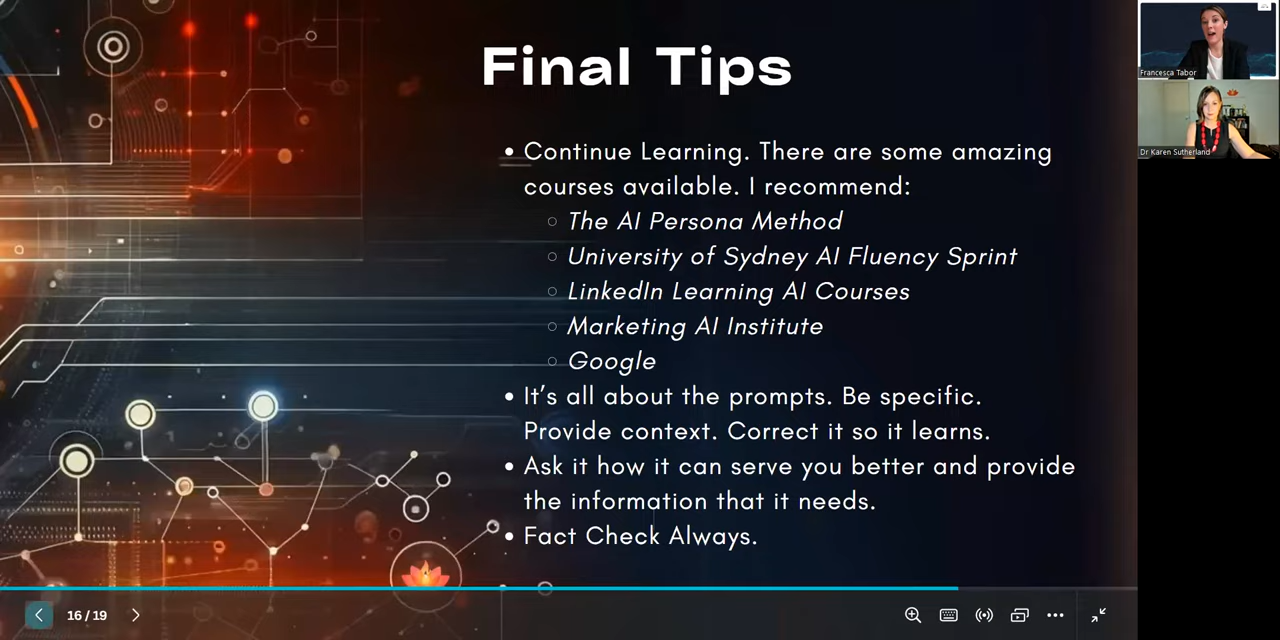 Final Tips
• Continue Learning. There are some amazing
courses available. I recommend:
○ The AI Persona Method
○ University of Sydney AI Fluency Sprint
○ LinkedIn Learning AI Courses
○ Marketing AI Institute
○ Google
• It's all about the prompts. Be specific.
Provide context. Correct it so it learns.
• Ask it how it can serve you better and provide
the information that it needs.
• Fact Check Always.
16 / 19
Francesca Tabor
Dr Karen Sutherland